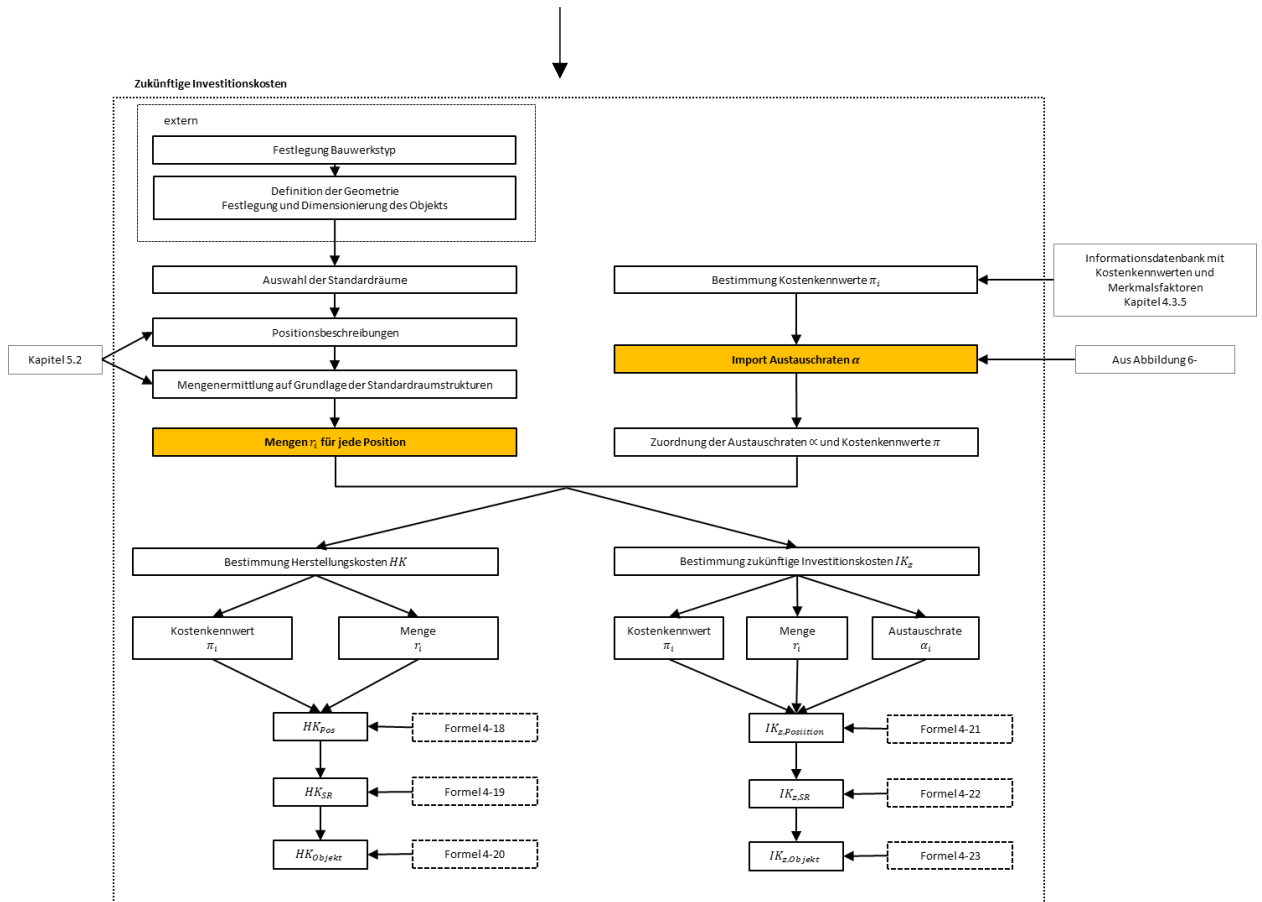 Zukünftige Investitionskosten
extern
Festlegung Bauwerkstyp
Definition der Geometrie
Festlegung und Dimensionierung des Objekts
Auswahl der Standardräume
Positionsbeschreibungen
Kapitel 5.2
Mengenermittlung auf Grundlage der Standardraumstrukturen
Mengen r_i für jede Position
Bestimmung Kostenkennwerte π_i
Informationsdatenbank mit
Kostenkennwerten und
Merkmalsfaktoren
Kapitel 4.3.5
Import Austauschraten α
Aus Abbildung 6-
Zuordnung der Austauschraten ∝ und Kostenkennwerte π
Bestimmung Herstellungskosten HK
Kostenkennwert
π_i
Menge
r_i
HK_Pos
Formel 4-18
HK_SR
Formel 4-19
HK_Objekt
Formel 4-20
Bestimmung zukünftige Investitionskosten IK_z
Kostenkennwert
π_i
Menge
r_i
Austauschrate
α_i
IK_z,Posiition
Formel 4-21
IK_z,SR
Formel 4-22
IK_z,Objekt
Formel 4-23